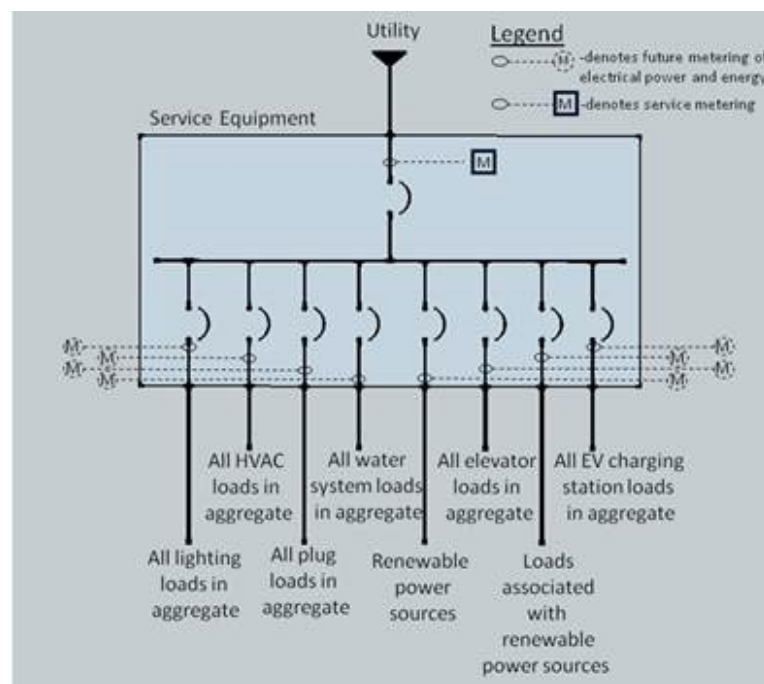 Utility
Legend
M -denotes future metering of
electrical power and energy
M -denotes service metering
Service Equipment
M
M
M
M
M
M
M
M
M
All HVAC
loads in
aggregate
All water
system loads
in aggregate
All elevator
loads in
aggregate
All EV charging
station loads
in aggregate
All lighting
loads in
aggregate
All plug
loads in
aggregate
Renewable
power
sources
Loads
associated
with
renewable
power sources